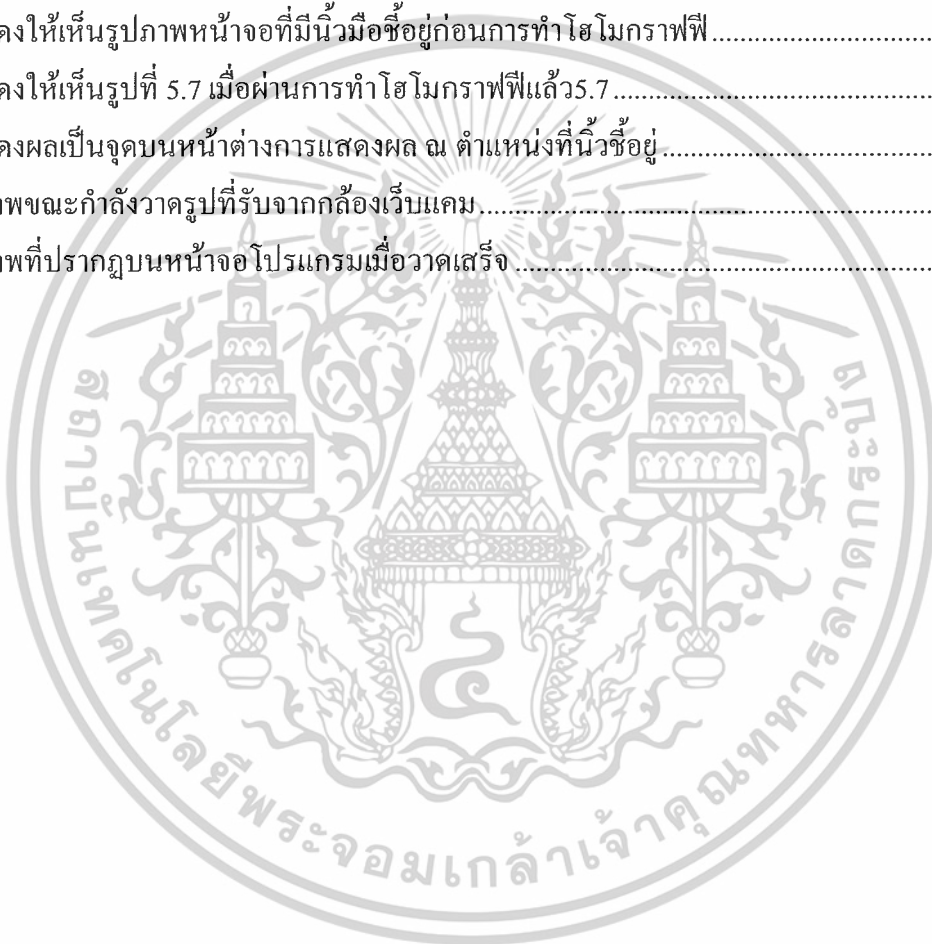 ดงให้เห็นรูปภาพหน้าจอที่มีนิ้วมือชี้อยู่ก่อนการทำโฮโมกราฟฟี่.................................
ดงให้เห็นรูปที่ 5.7 เมื่อผ่านการทำโฮโมกราฟฟี่แล้ว5.7................................................
ดงผลเป็นจุดบนหน้าต่างการแสดงผล ณ ตำแหน่งที่นิ้วชี้อยู่.........................................
าพขณะกำลังวาดรูปที่รับจากกล้องเว็บแคม....................................................................
าพที่ปรากฏบนหน้าจอโปรแกรมเมื่อวาดเสร็จ...............................................................
สถาบันเทคโนโลยีพระจอมเกล้าเจ้าคุณทหารลาดกระบัง